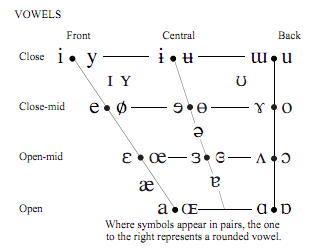 VOWELS
Front Central Back
Close i y ɨ ʉ ɯ u
ɪ ʏ ʊ
Close-mid e ø ɘ ɵ ɤ o
ə
Open-mid ɛ œ ɜ ɞ ʌ ɔ
æ ɐ
Open a ɶ ɑ ɒ
Where symbols appear in pairs, the one
to the right represents a rounded vowel.